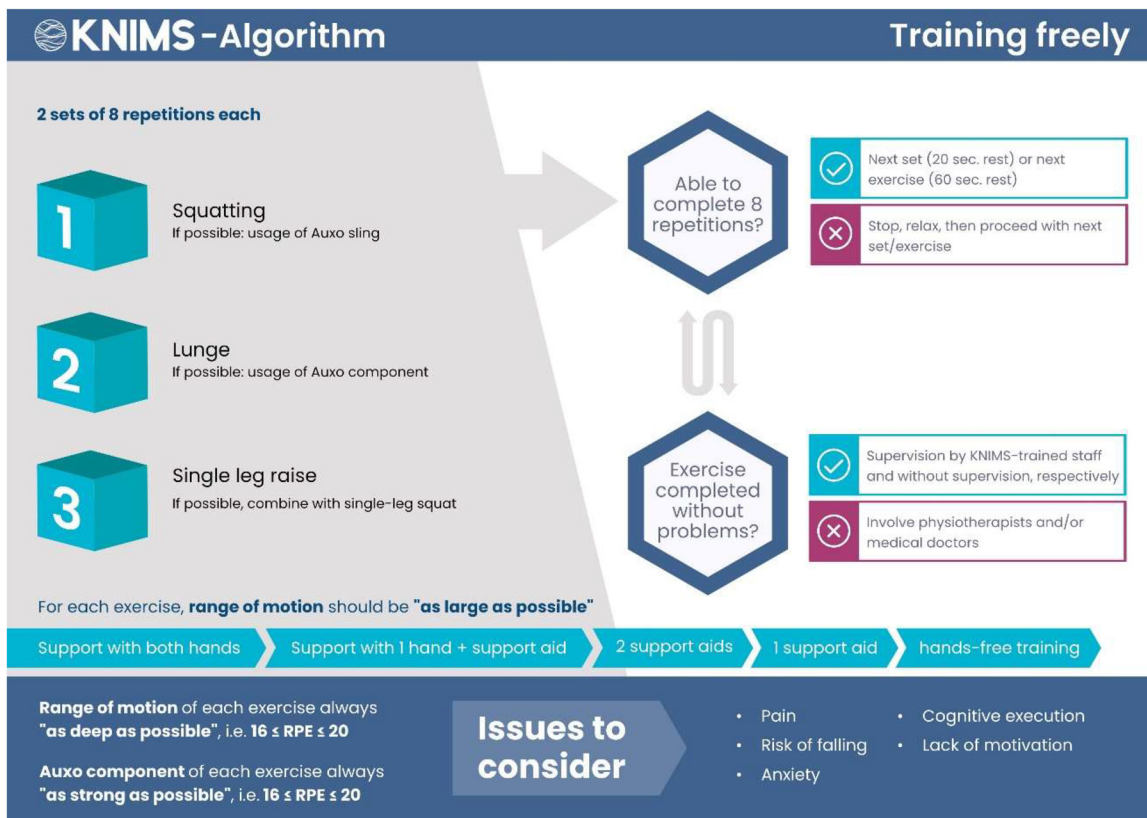 KNIMS-Algorithm
Training freely
2 sets of 8 repetitions each
1
Squatting
If possible: usage of Auxo sling
2
Lunge
If possible: usage of Auxo component
3
Single leg raise
If possible, combine with single-leg squat
Able to
complete 8
repetitions?
Next set (20 sec. rest) or next
exercise (60 sec. rest)
Stop, relax, then proceed with next
set/exercise
Exercise
completed
without
problems?
Supervision by KNIMS-trained staff
and without supervision, respectively
Involve physiotherapists and/or
medical doctors
For each exercise, range of motion should be "as large as possible"
Support with both hands
Support with 1 hand + support aid
2 support aids
1 support aid
hands-free training
Range of motion of each exercise always
"as deep as possible", i.e. 16 ≤ RPE ≤ 20
Auxo component of each exercise always
"as strong as possible", i.e. 16 ≤ RPE ≤ 20
Issues to
consider
• Pain
• Risk of falling
• Anxiety
• Cognitive execution
• Lack of motivation